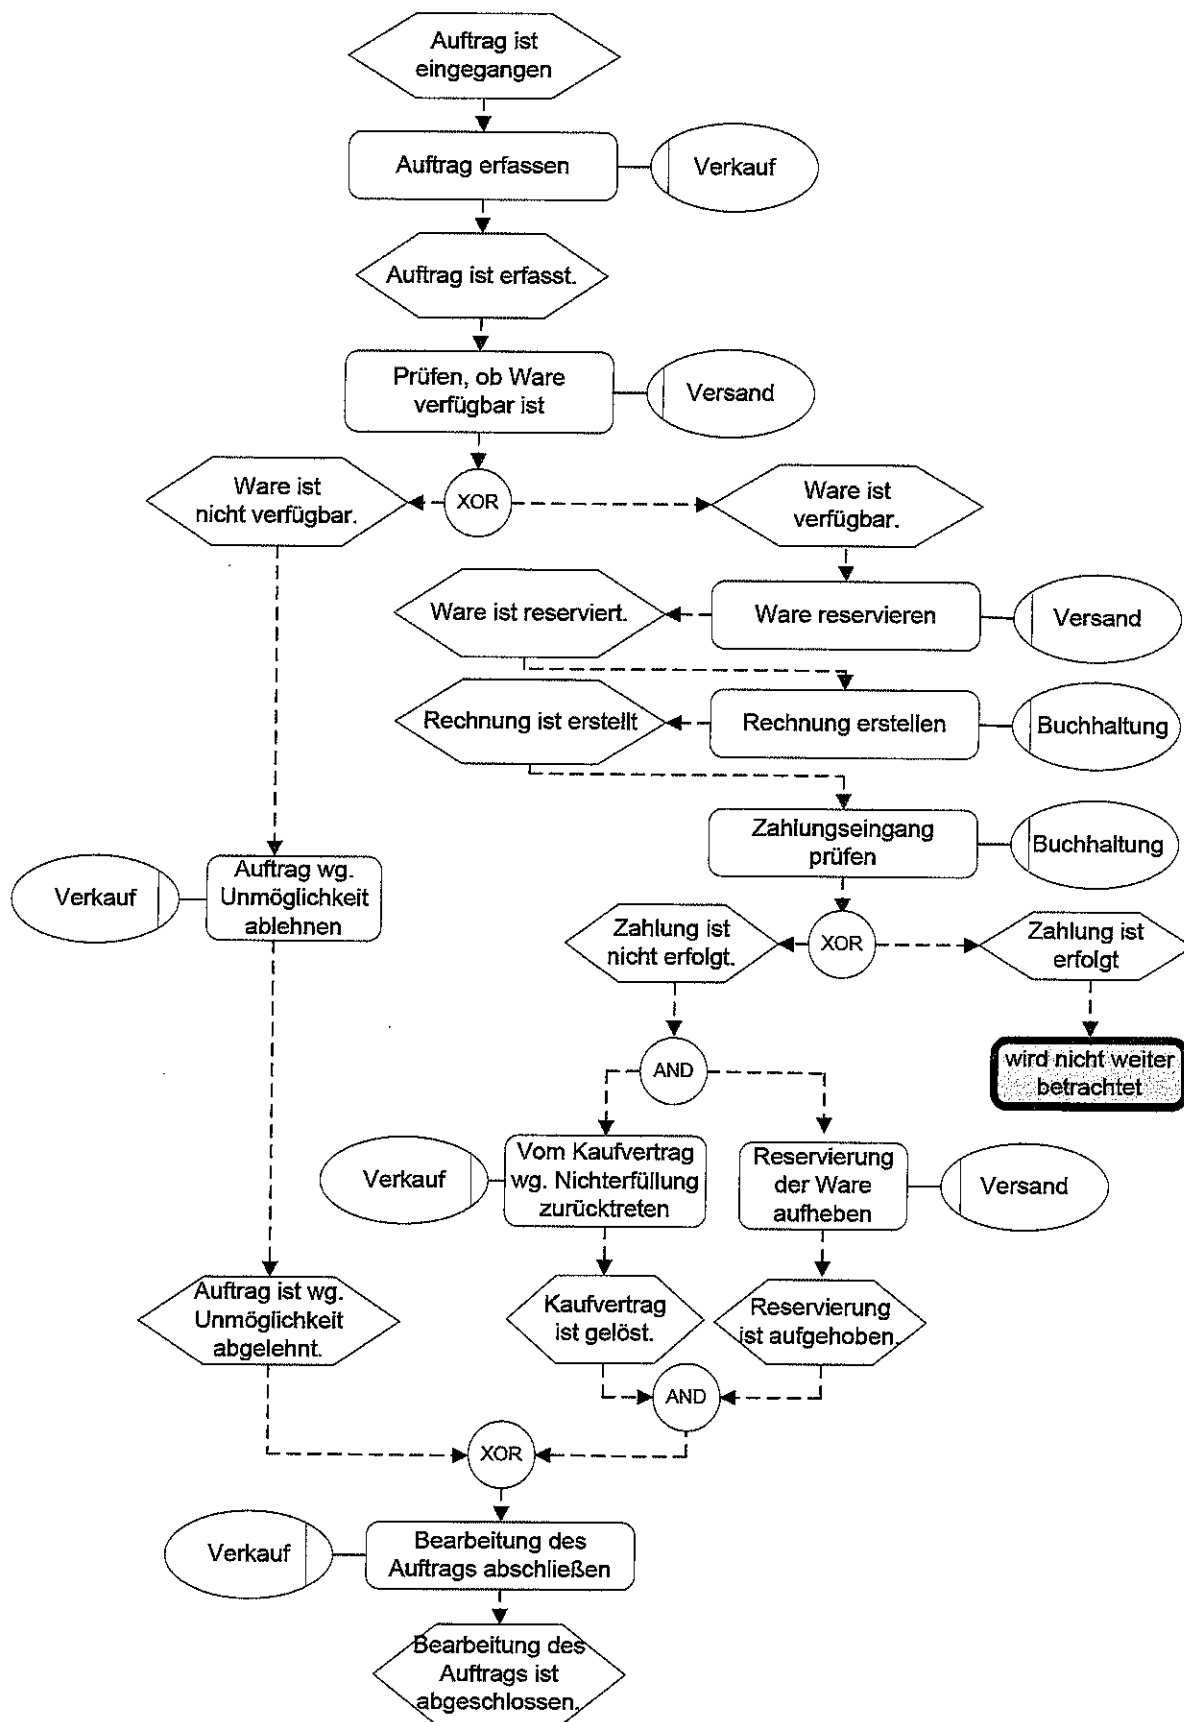 Auftrag ist
eingegangen
Auftrag erfassen
Verkauf
Auftrag ist erfasst.
Prüfen, ob Ware
verfügbar ist
Versand
Ware ist
nicht verfügbar.
XOR
Ware ist
verfügbar.
Ware ist reserviert.
Ware reservieren
Versand
Rechnung ist erstellt
Rechnung erstellen
Buchhaltung
Zahlungseingang
prüfen
Buchhaltung
Verkauf
Auftrag wg.
Unmöglichkeit
ablehnen
Zahlung ist
nicht erfolgt.
XOR
Zahlung ist
erfolgt
wird nicht weiter
betrachtet
AND
Verkauf
Vom Kaufvertrag
wg. Nichterfüllung
zurücktreten
Reservierung
der Ware
aufheben
Versand
Auftrag ist wg.
Unmöglichkeit
abgelehnt.
Kaufvertrag
ist gelöst.
Reservierung
ist aufgehoben.
AND
XOR
Verkauf
Bearbeitung des
Auftrags abschließen
Bearbeitung des
Auftrags ist
abgeschlossen.